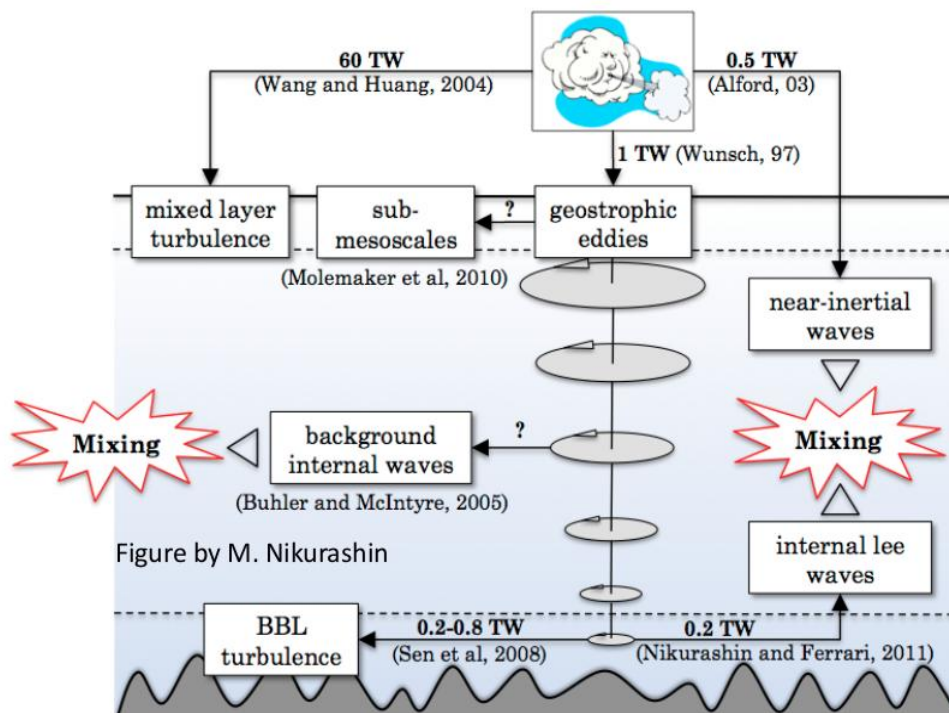 60 TW
(Wang and Huang, 2004)
0.5 TW
(Alford, 03)
1 TW (Wunsch, 97)
mixed layer
turbulence
sub-
mesoscales
?
geostrophic
eddies
(Molemaker et al, 2010)
near-inertial
waves
Mixing
background
internal waves
?
(Buhler and McIntyre, 2005)
Mixing
Figure by M. Nikurashin
internal lee
waves
BBL
turbulence
0.2-0.8 TW
(Sen et al, 2008)
0.2 TW
(Nikurashin and Ferrari, 2011)